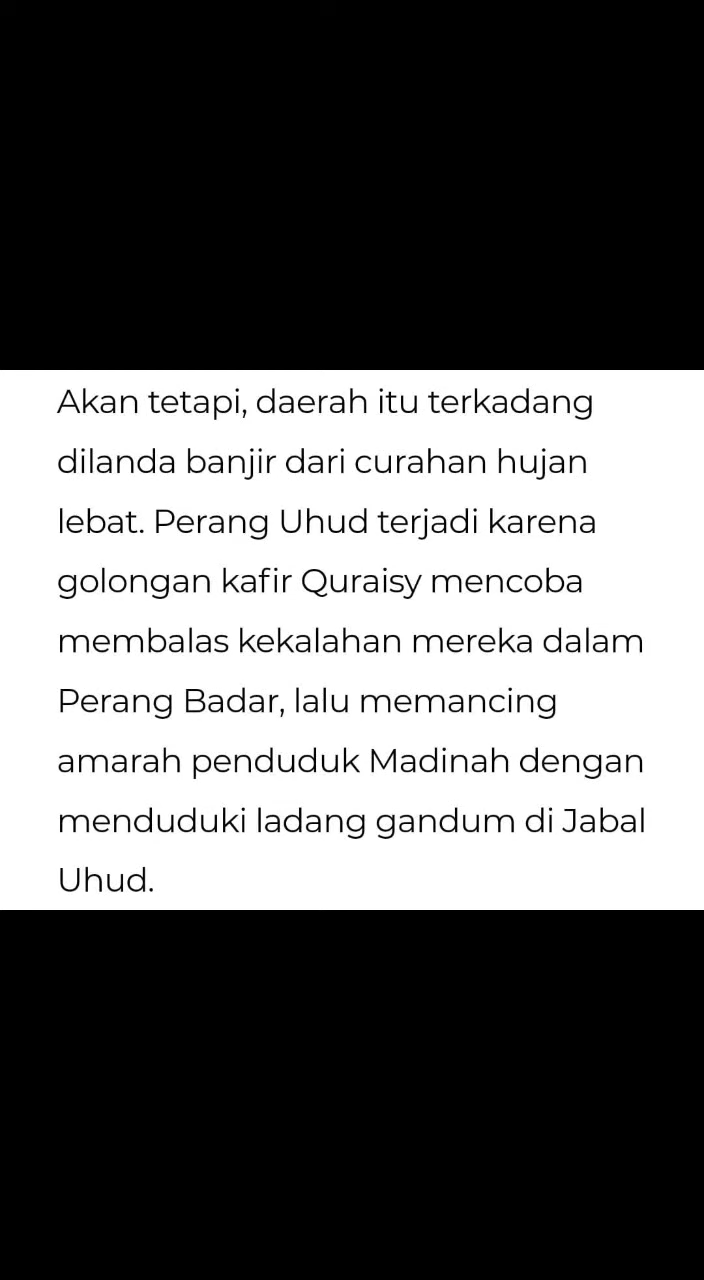 Akan tetapi, daerah itu terkadang
dilanda banjir dari curahan hujan
lebat. Perang Uhud terjadi karena
golongan kafir Quraisy mencoba
membalas kekalahan mereka dalam
Perang Badar, lalu memancing
amarah penduduk Madinah dengan
menduduki ladang gandum di Jabal
Uhud.